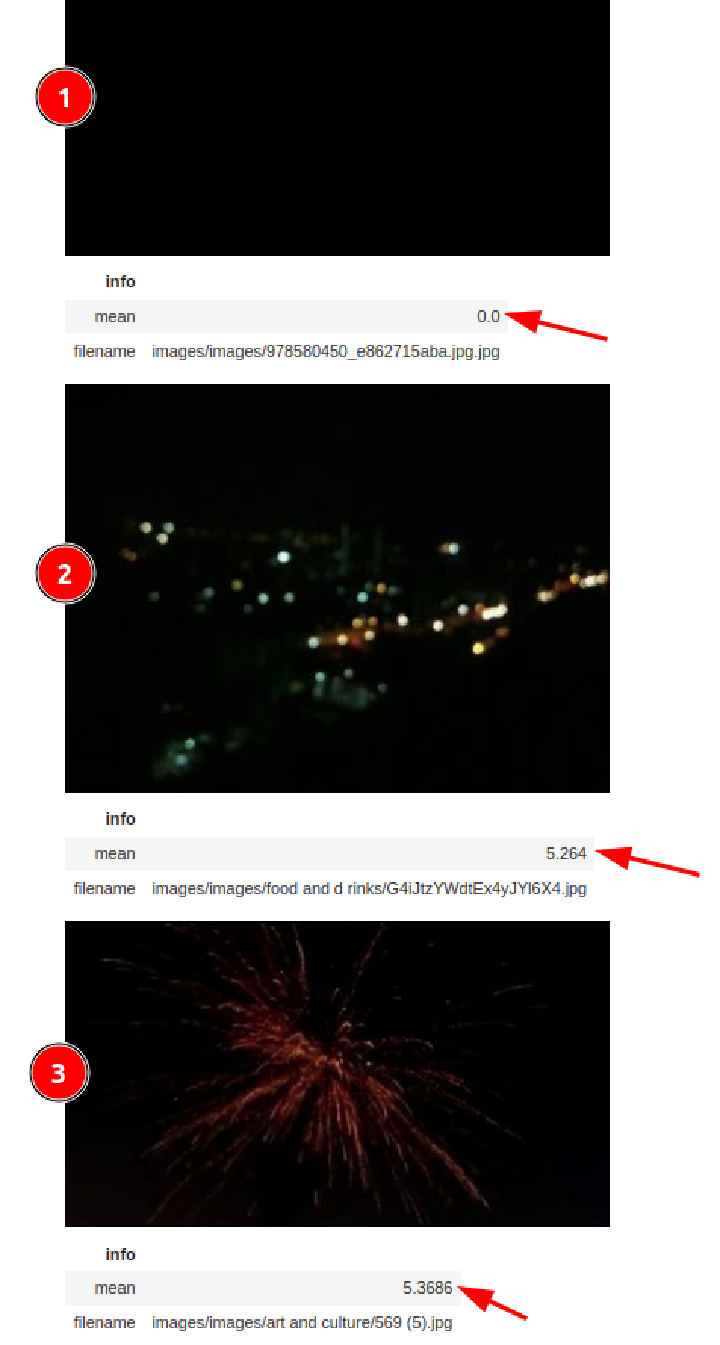 1
info
mean 0.0
filename images/images/978580450_e862715aba.jpg.jpg
2
info
mean 5.264
filename images/images/food and d rinks/G4iJtzYWdtEx4yJYl6X4.jpg
3
info
mean 5.3686
filename images/images/art and culture/569 (5).jpg